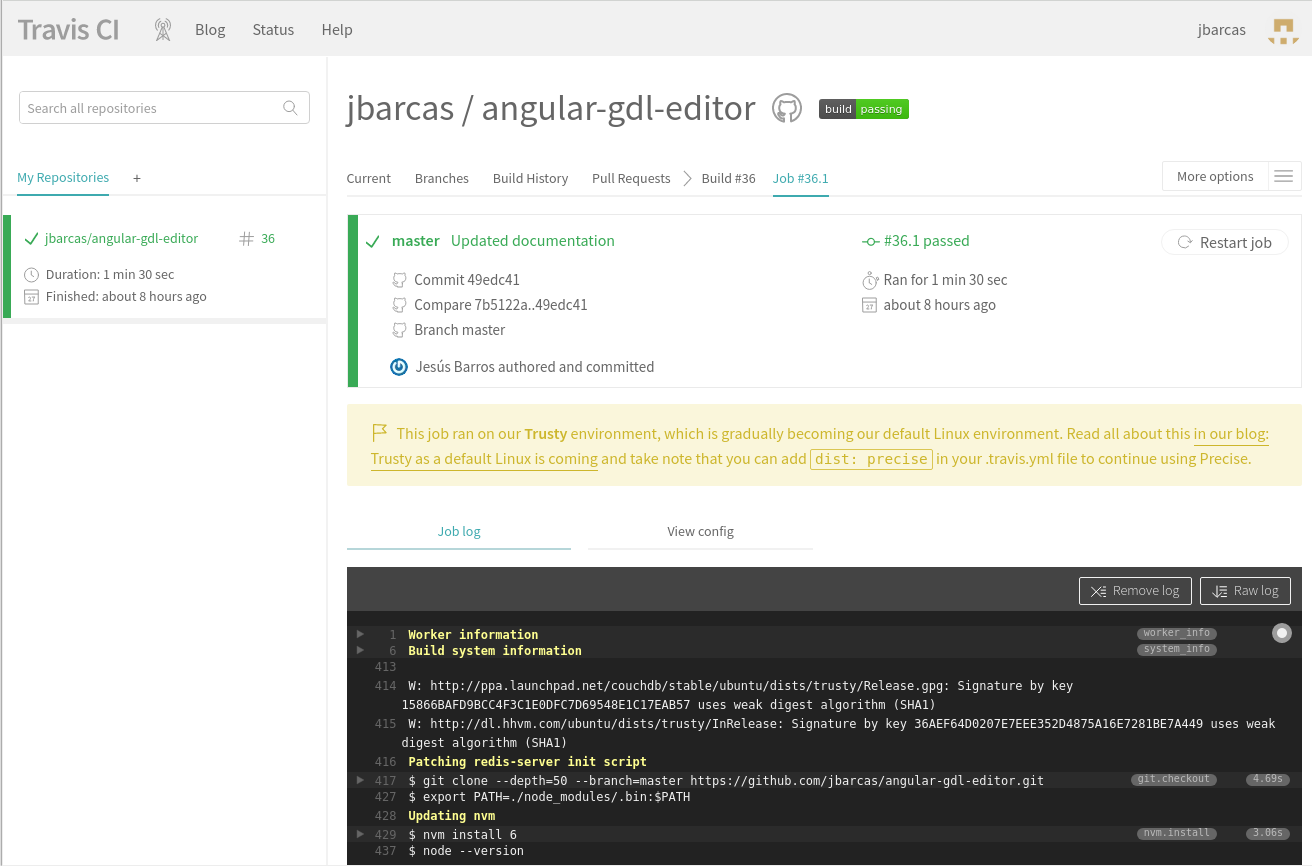 Travis CI
Blog
Status
Help
jbarcas
Search all repositories
My Repositories
+
jbarcas/angular-gdl-editor
# 36
Duration: 1 min 30 sec
27
Finished: about 8 hours ago
jbarcas / angular-gdl-editor
build passing
Current
Branches
Build History
Pull Requests
Build #36
Job #36.1
More options
master Updated documentation
Commit 49edc41
Compare 7b5122a..49edc41
Branch master
Jesús Barros authored and committed
#36.1 passed
Ran for 1 min 30 sec
27
about 8 hours ago
Restart job
This job ran on our Trusty environment, which is gradually becoming our default Linux environment. Read all about this in our blog:
Trusty as a default Linux is coming and take note that you can add dist: precise in your .travis.yml file to continue using Precise.
Job log
View config
Remove log
Raw log
1 Worker information worker_info
6 Build system information system_info
413
414 W: http://ppa.launchpad.net/couchdb/stable/ubuntu/dists/trusty/Release.gpg: Signature by key
15866BAFD9BCC4F3C1E0DFC7D69548E1C17EAB57 uses weak digest algorithm (SHA1)
415 W: http://dl.hhvm.com/ubuntu/dists/trusty/InRelease: Signature by key 36AEF64D0207E7EEE352D4875A16E7281BE7A449 uses weak
digest algorithm (SHA1)
416 Patching redis-server init script
417 $ git clone --depth=50 --branch=master https://github.com/jbarcas/angular-gdl-editor.git git.checkout 4.69s
427 $ export PATH=./node_modules/.bin:$PATH
428 Updating nvm
429 $ nvm install 6 nvm.install 3.06s
437 $ node --version